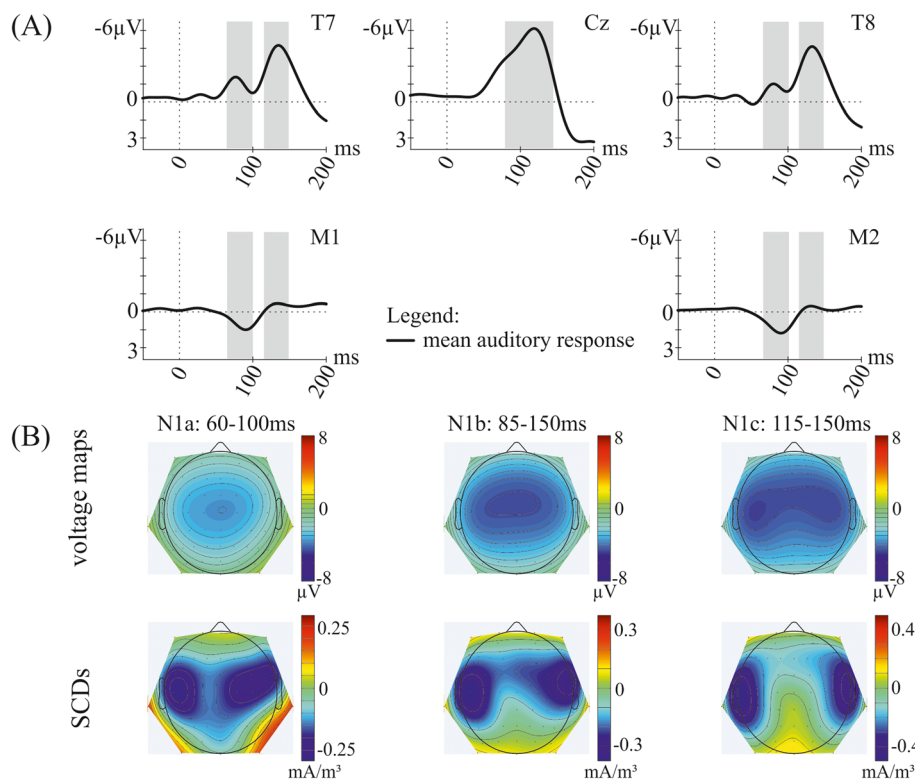 (A)
-6µV T7
0
3
ms
0 100 200
-6µV Cz
0
3
ms
0 100 200
-6µV T8
0
3
ms
0 100 200
-6µV M1
0
3
ms
0 100 200
Legend:
mean auditory response
-6µV M2
0
3
ms
0 100 200
(B)
N1a: 60-100ms N1b: 85-150ms N1c: 115-150ms
voltage maps
8
0
-8
µV
8
0
-8
µV
8
0
-8
µV
SCDs
0.25
0
-0.25
mA/m³
0.3
0
-0.3
mA/m³
0.4
0
-0.4
mA/m³